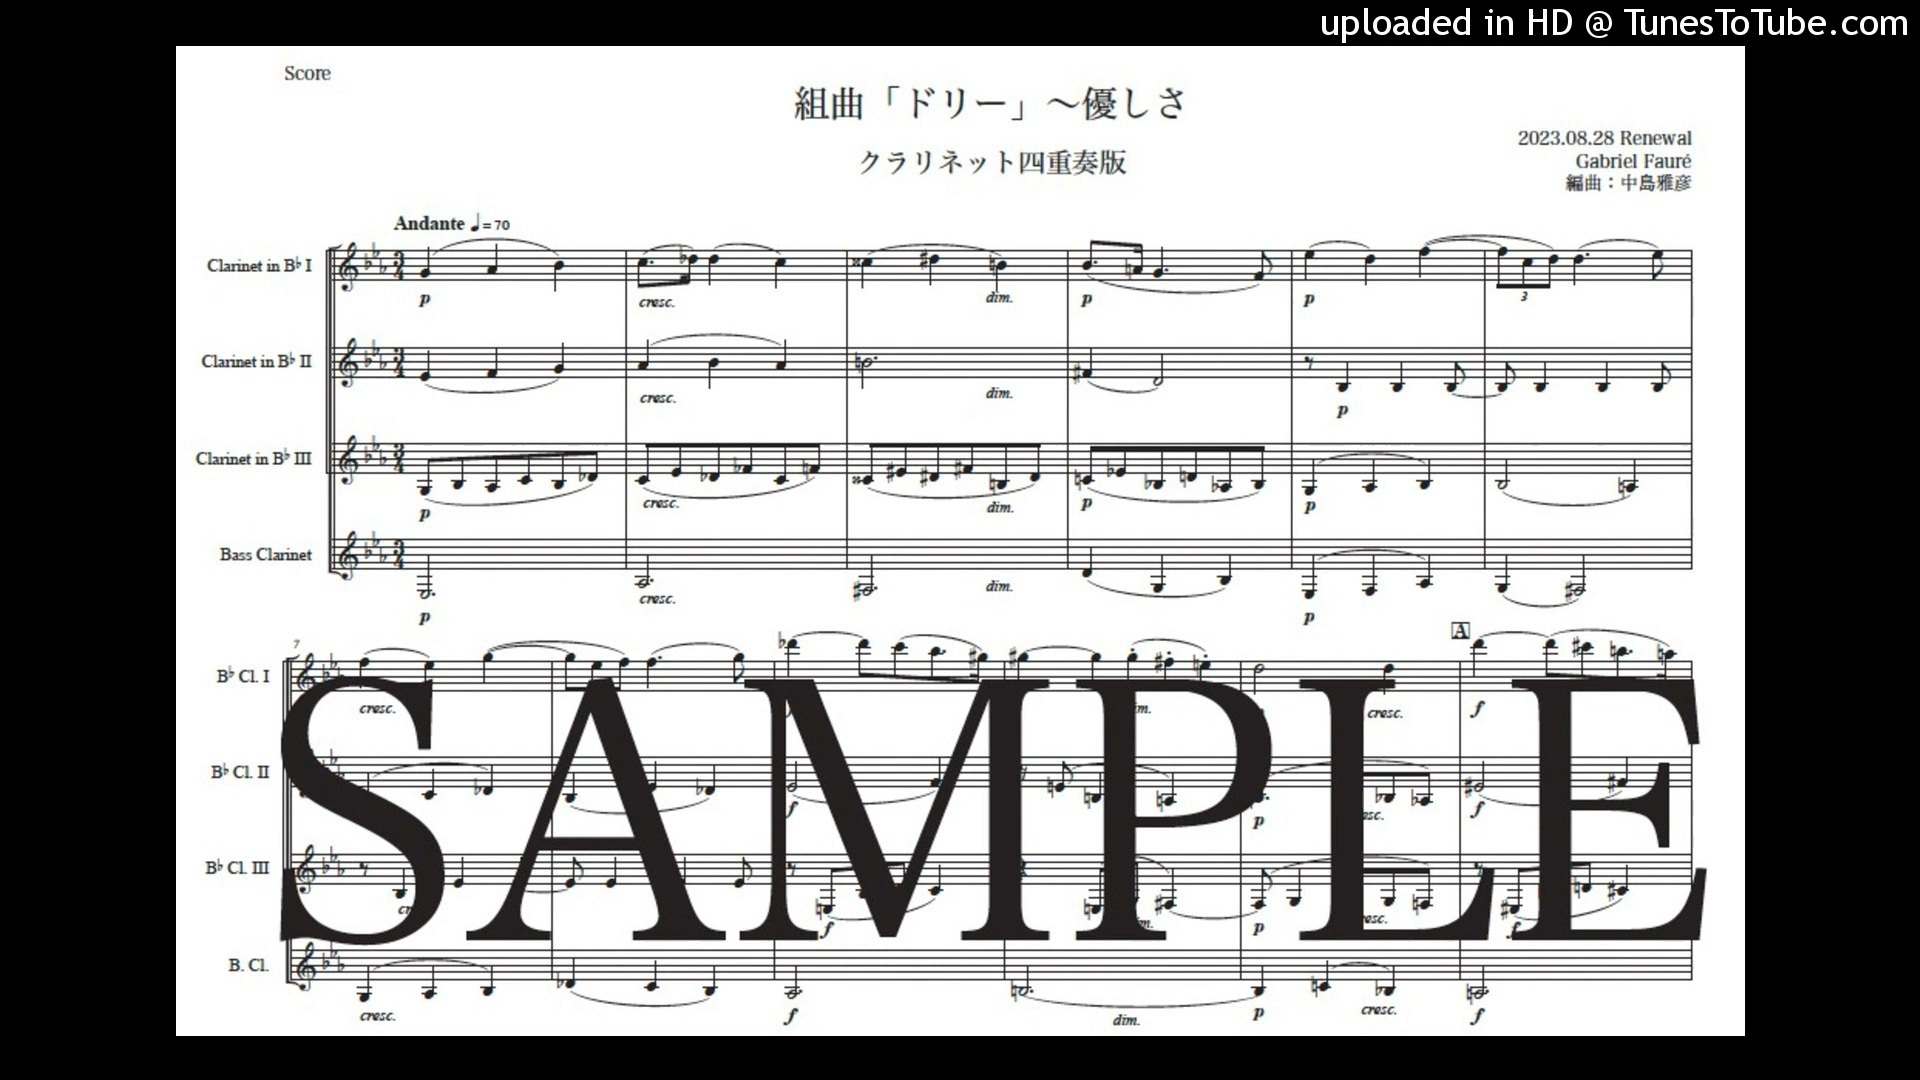 uploaded in HD @ TunesToTube.com
Score
組曲「ドリー」～優しさ
クラリネット四重奏版
2023.08.28 Renewal
Gabriel Fauré
編曲：中島雅彦
Andante ♩=70
Clarinet in B♭ I
p cresc. dim. p p 3
Clarinet in B♭ II
cresc. dim. p
Clarinet in B♭ III
p cresc. dim. p p
Bass Clarinet
p cresc. dim. p
7
A
B♭ Cl. I
cresc. cresc. f
B♭ Cl. II
f p f
B♭ Cl. III
f p
B. Cl.
cresc. f dim. p cresc. f
SAMPLE